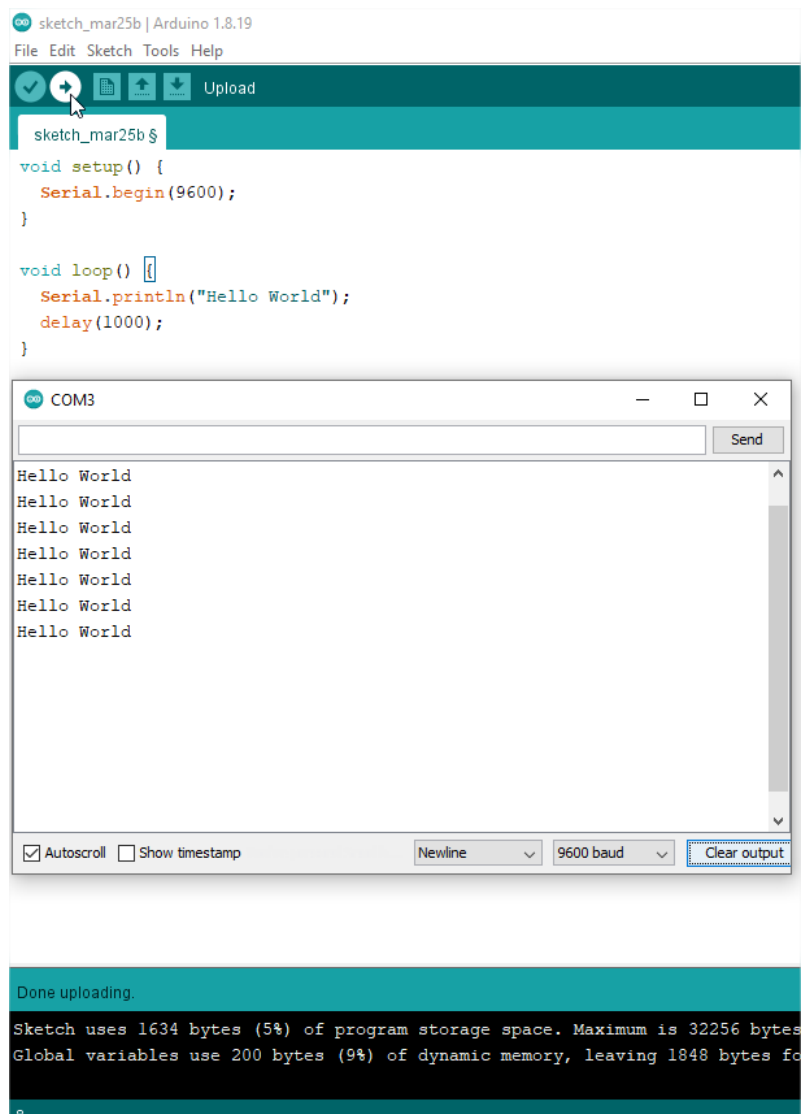 sketch_mar25b | Arduino 1.8.19
File Edit Sketch Tools Help
Upload
sketch_mar25b §
void setup() {
  Serial.begin(9600);
}
void loop() {
  Serial.println("Hello World");
  delay(1000);
}
COM3
Send
Hello World
Hello World
Hello World
Hello World
Hello World
Hello World
Hello World
Autoscroll Show timestamp Newline 9600 baud Clear output
Done uploading.
Sketch uses 1634 bytes (5%) of program storage space. Maximum is 32256 bytes
Global variables use 200 bytes (9%) of dynamic memory, leaving 1848 bytes